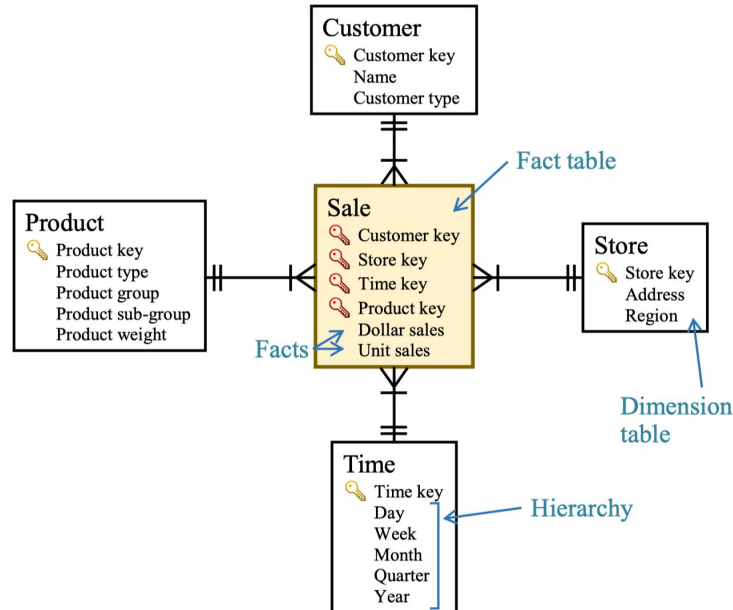 Customer
Customer key
Name
Customer type
Fact table
Product
Product key
Product type
Product group
Product sub-group
Product weight
Sale
Customer key
Store key
Time key
Product key
Dollar sales
Unit sales
Facts
Store
Store key
Address
Region
Dimension
table
Time
Time key
Day
Week
Month
Quarter
Year
Hierarchy